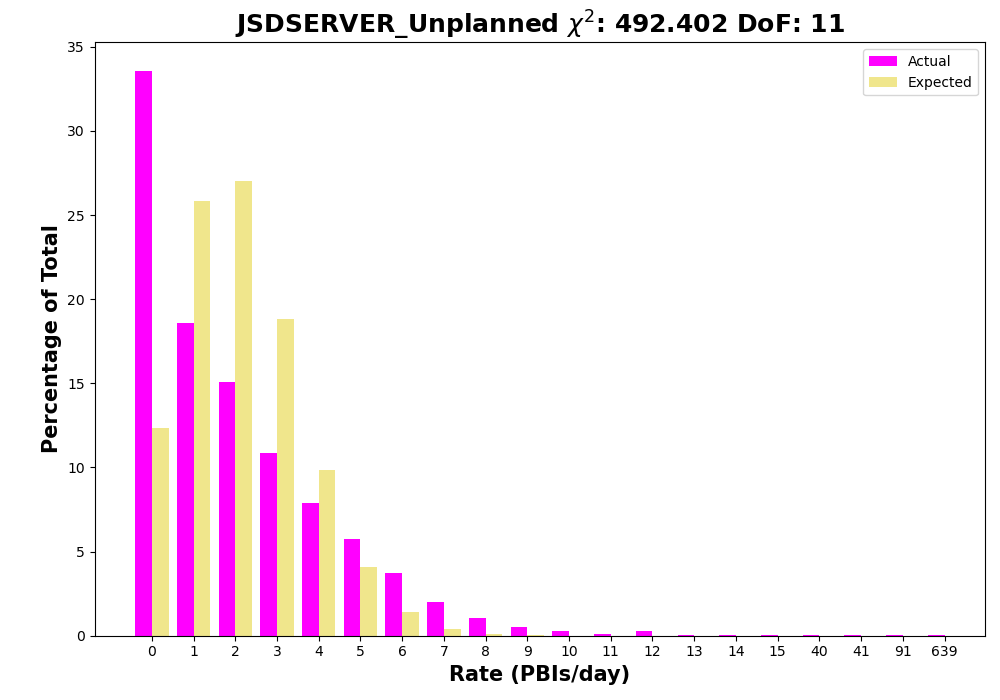 JSDSERVER_Unplanned χ²: 492.402 DoF: 11
Actual
Expected
35
30
25
20
15
10
5
0
Percentage of Total
0 1 2 3 4 5 6 7 8 9 10 11 12 13 14 15 40 41 91 639
Rate (PBIs/day)